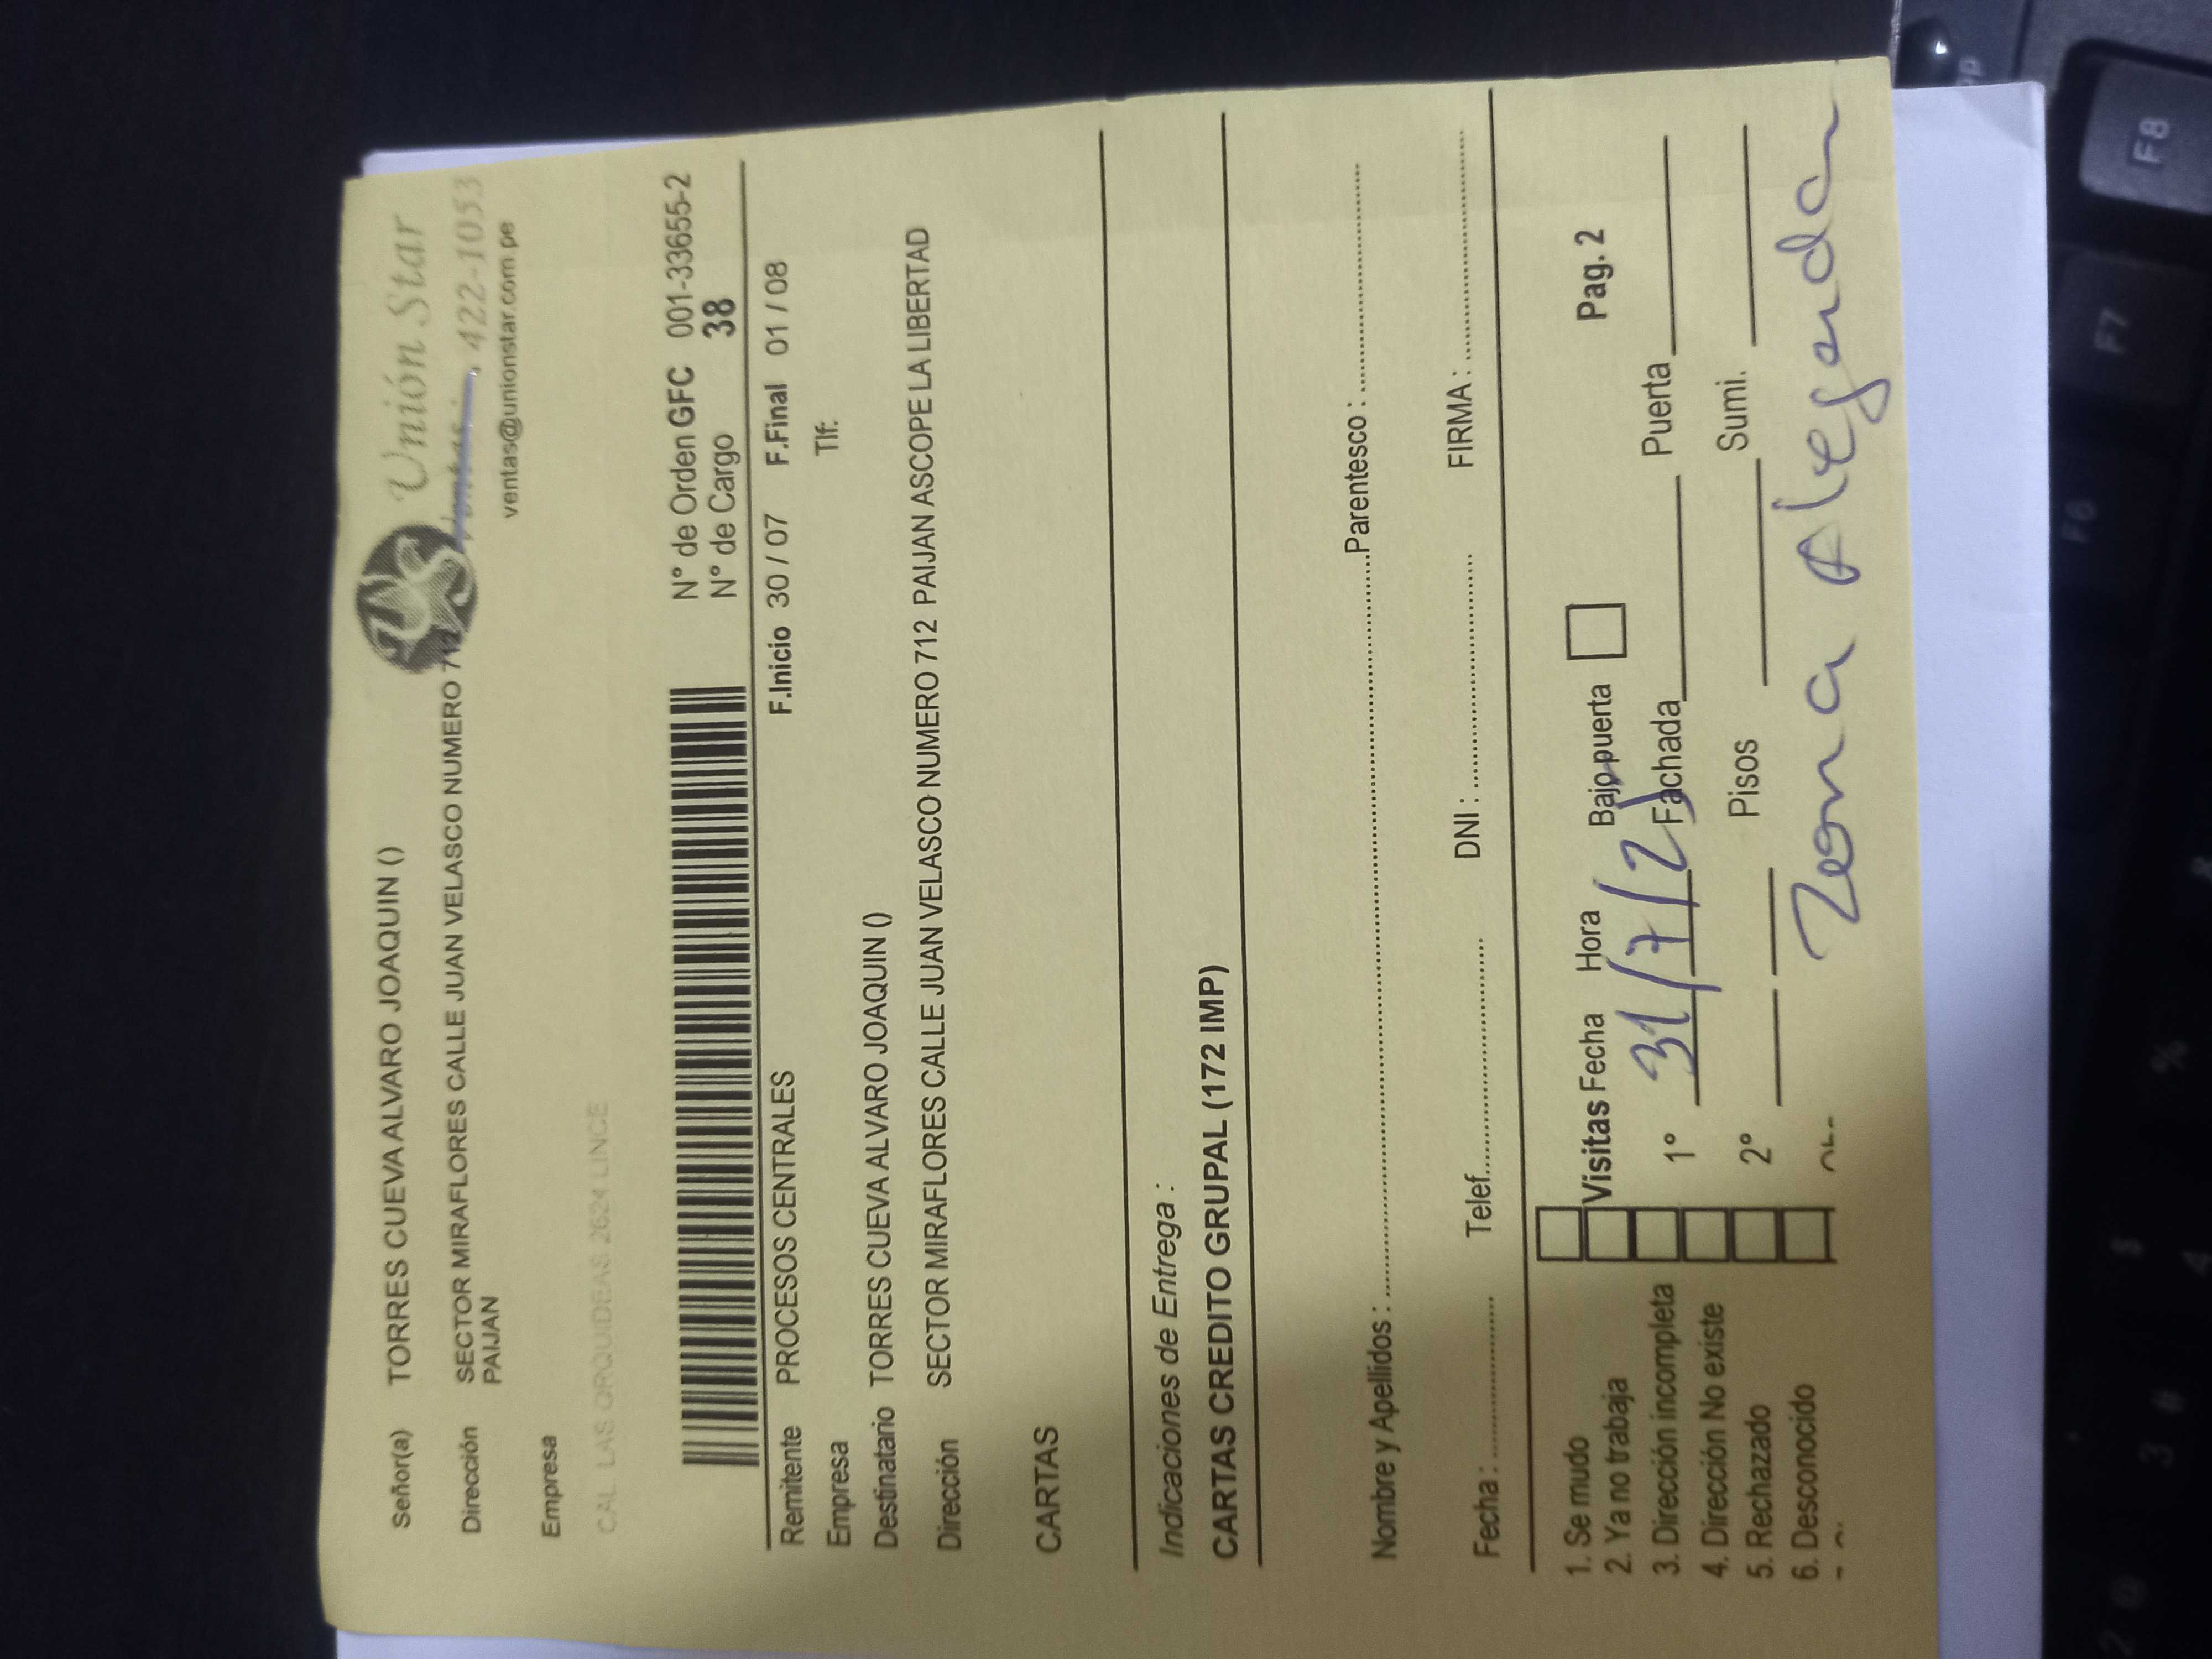 Señor(a) TORRES CUEVA ALVARO JOAQUIN ()
Unión Star
422-1053
Dirección SECTOR MIRAFLORES CALLE JUAN VELASCO NUMERO 712
PAIJAN
ventas@unionstar.com.pe
Empresa
CAL. LAS ORQUIDEAS 2624 LINCE
N° de Orden GFC 001-33655-2
N° de Cargo 38
Remitente PROCESOS CENTRALES F.Inicio 30 / 07 F.Final 01 / 08
Empresa Tlf:
Destinatario TORRES CUEVA ALVARO JOAQUIN ()
Dirección SECTOR MIRAFLORES CALLE JUAN VELASCO NUMERO 712 PAIJAN ASCOPE LA LIBERTAD
CARTAS
Indicaciones de Entrega :
CARTAS CREDITO GRUPAL (172 IMP)
Nombre y Apellidos : Parentesco :
Fecha : Telef. DNI : FIRMA :
1. Se mudo
2. Ya no trabaja
3. Dirección incompleta
4. Dirección No existe
5. Rechazado
6. Desconocido
Visitas Fecha Hora Bajo puerta Pag. 2
1° 31/7/25 Fachada Puerta
2° Pisos Sumi.
Zona
F8
F7
F6